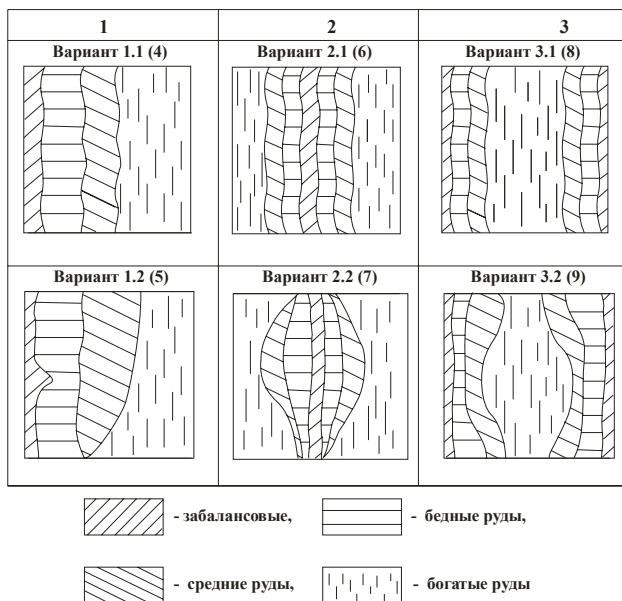 1 2 3
Вариант 1.1 (4) Вариант 2.1 (6) Вариант 3.1 (8)
Вариант 1.2 (5) Вариант 2.2 (7) Вариант 3.2 (9)
- забалансовые, - бедные руды,
- средние руды, - богатые руды